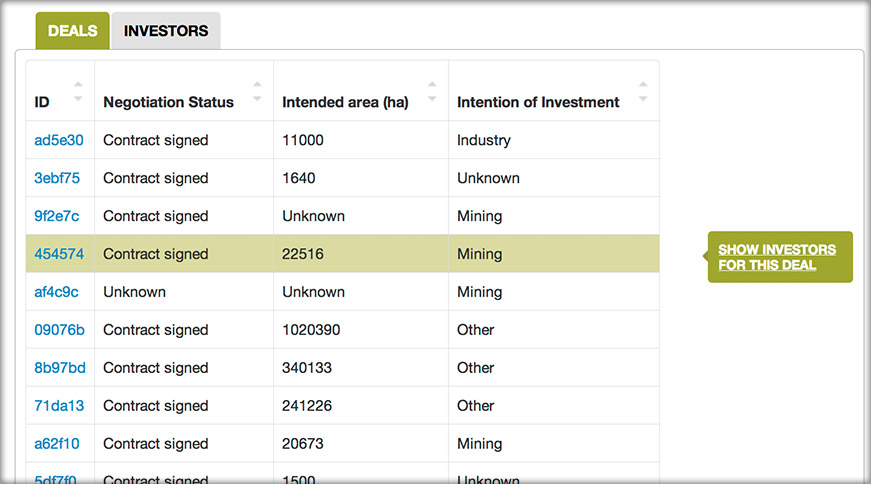 DEALS INVESTORS
ID Negotiation Status Intended area (ha) Intention of Investment
ad5e30 Contract signed 11000 Industry
3ebf75 Contract signed 1640 Unknown
9f2e7c Contract signed Unknown Mining
454574 Contract signed 22516 Mining
SHOW INVESTORS
FOR THIS DEAL
af4c9c Unknown Unknown Mining
09076b Contract signed 1020390 Other
8b97bd Contract signed 340133 Other
71da13 Contract signed 241226 Other
a62f10 Contract signed 20673 Mining
5df7f0 Contract signed 1500 Unknown